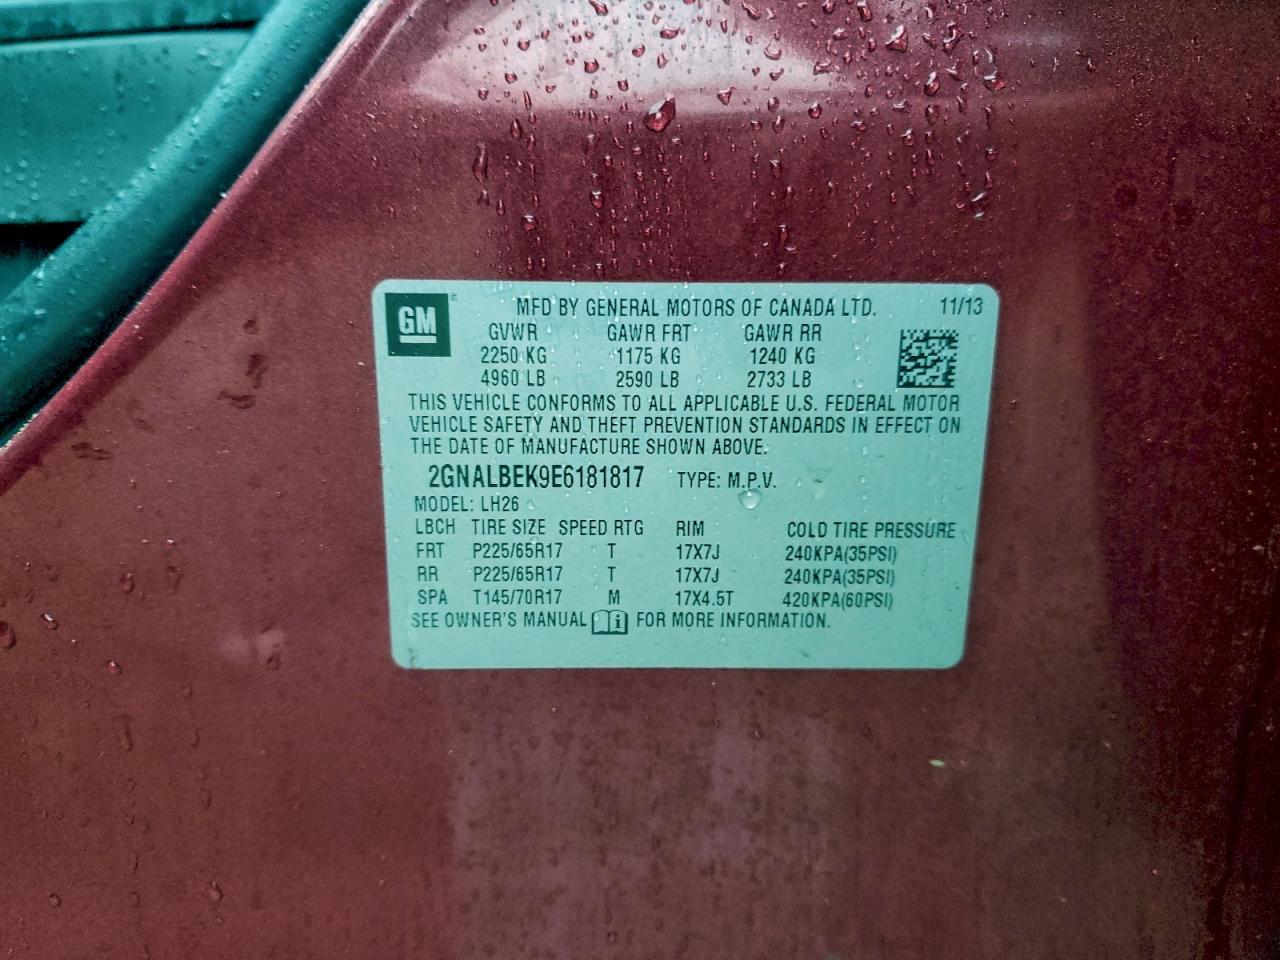 GM ® MFD BY GENERAL MOTORS OF CANADA LTD. 11/13
GVWR GAWR FRT GAWR RR
2250 KG 1175 KG 1240 KG
4960 LB 2590 LB 2733 LB
THIS VEHICLE CONFORMS TO ALL APPLICABLE U.S. FEDERAL MOTOR
VEHICLE SAFETY AND THEFT PREVENTION STANDARDS IN EFFECT ON
THE DATE OF MANUFACTURE SHOWN ABOVE.
2GNALBEK9E6181817 TYPE: M.P.V.
MODEL: LH26
LBCH TIRE SIZE SPEED RTG RIM COLD TIRE PRESSURE
FRT P225/65R17 T 17X7J 240KPA(35PSI)
RR P225/65R17 T 17X7J 240KPA(35PSI)
SPA T145/70R17 M 17X4.5T 420KPA(60PSI)
SEE OWNER'S MANUAL i FOR MORE INFORMATION.